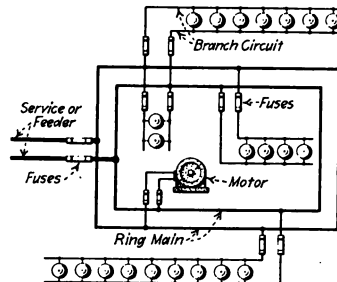 Branch Circuit
Service or
Feeder
Fuses
Fuses
Motor
Ring Main